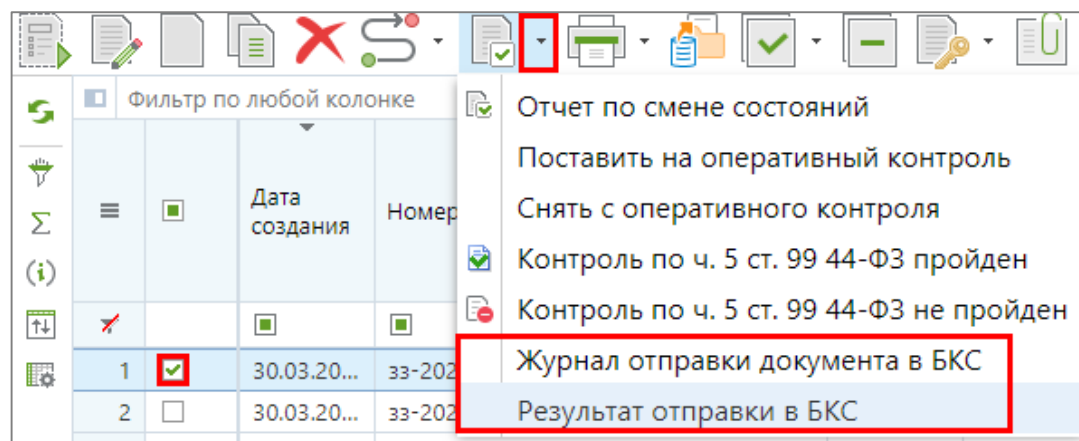 Фильтр по любой колонке
Отчет по смене состояний
Поставить на оперативный контроль
Снять с оперативного контроля
Контроль по ч. 5 ст. 99 44-ФЗ пройден
Контроль по ч. 5 ст. 99 44-ФЗ не пройден
Журнал отправки документа в БКС
Результат отправки в БКС
Дата
создания
Номер
1 30.03.20... зз-202
2 30.03.20... зз-202